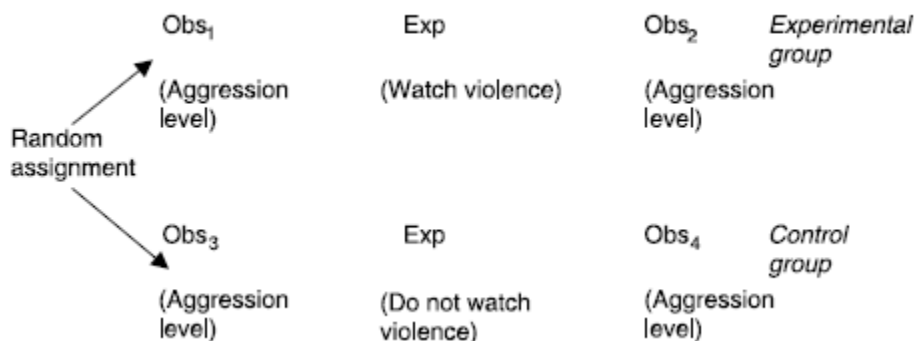 Obs₁ Exp Obs₂ Experimental
group
(Aggression (Watch violence) (Aggression
level) level)
Random
assignment
Obs₃ Exp Obs₄ Control
group
(Aggression (Do not watch (Aggression
level) violence) level)